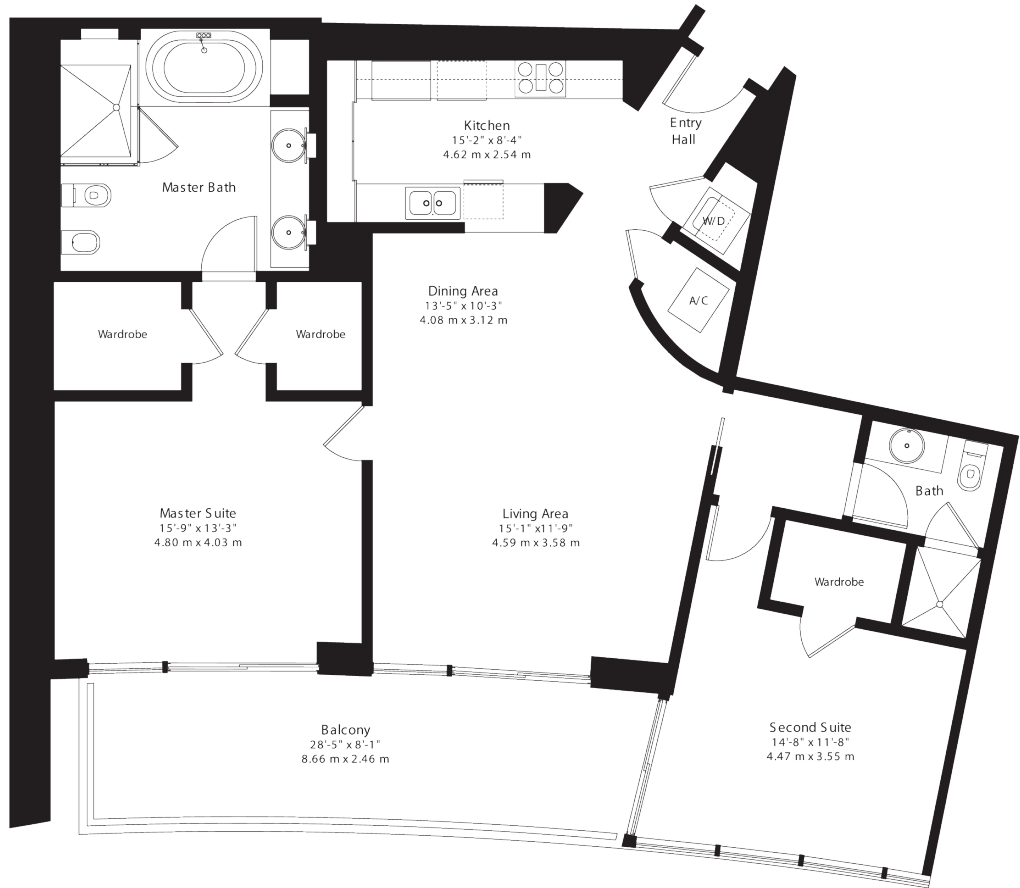 Kitchen
15'-2" x 8'-4"
4.62 m x 2.54 m
Entry
Hall
Master Bath
W/D
A/C
Dining Area
13'-5" x 10'-3"
4.08 m x 3.12 m
Wardrobe
Wardrobe
Master Suite
15'-9" x 13'-3"
4.80 m x 4.03 m
Living Area
15'-1" x11'-9"
4.59 m x 3.58 m
Bath
Wardrobe
Balcony
28'-5" x 8'-1"
8.66 m x 2.46 m
Second Suite
14'-8" x 11'-8"
4.47 m x 3.55 m